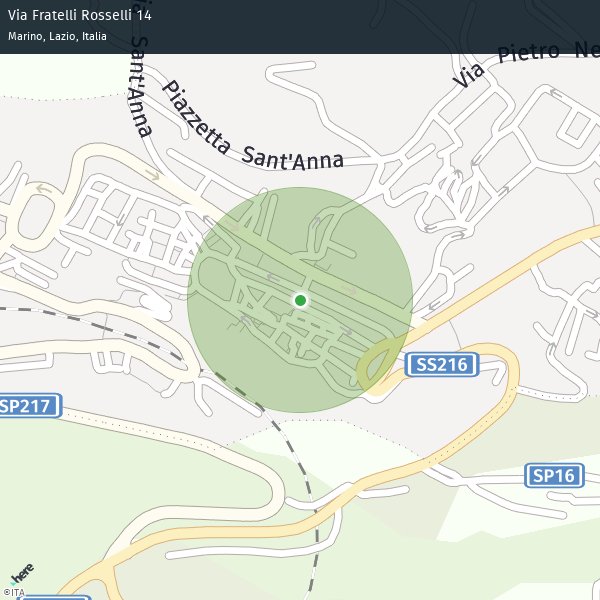 Via Fratelli Rosselli 14
Marino, Lazio, Italia
Sant'Anna
Piazzetta Sant'Anna
Via Pietro Ne
SS216
SP217
SP16
here
©ITA